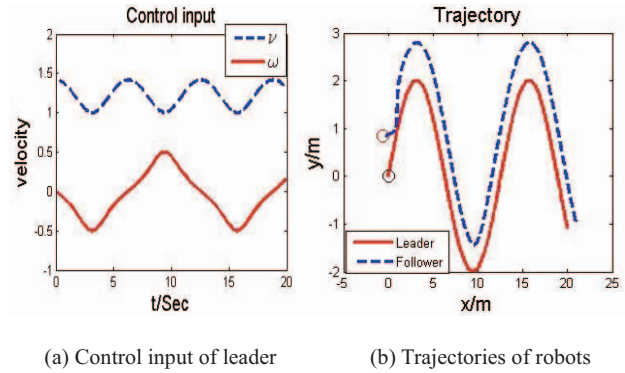 Control input
2
1.5
1
0.5
0
-0.5
-1
velocity
ν
ω
0
5
10
15
20
t/Sec
Trajectory
3
2
1
0
-1
-2
y/m
Leader
Follower
-5
0
5
10
15
20
25
x/m
(a) Control input of leader
(b) Trajectories of robots